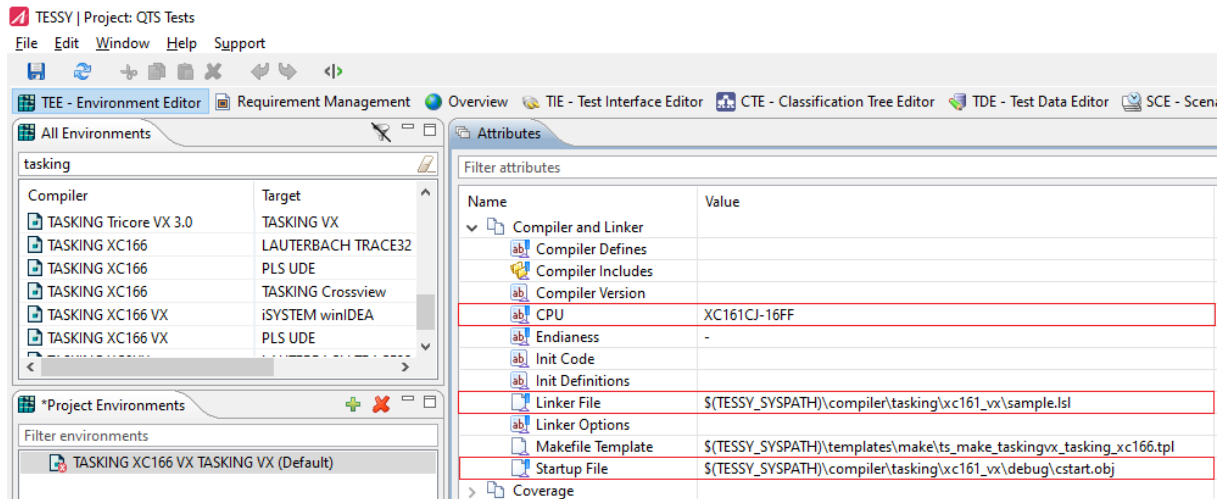 TESSY | Project: QTS Tests
File Edit Window Help Support
TEE - Environment Editor Requirement Management Overview TIE - Test Interface Editor CTE - Classification Tree Editor TDE - Test Data Editor SCE - Scena
All Environments
tasking
Compiler Target
TASKING Tricore VX 3.0 TASKING VX
TASKING XC166 LAUTERBACH TRACE32
TASKING XC166 PLS UDE
TASKING XC166 TASKING Crossview
TASKING XC166 VX iSYSTEM winIDEA
TASKING XC166 VX PLS UDE
*Project Environments
Filter environments
TASKING XC166 VX TASKING VX (Default)
Attributes
Filter attributes
Name Value
Compiler and Linker
Compiler Defines
Compiler Includes
Compiler Version
CPU XC161CJ-16FF
Endianess -
Init Code
Init Definitions
Linker File $(TESSY_SYSPATH)\compiler\tasking\xc161_vx\sample.lsl
Linker Options
Makefile Template $(TESSY_SYSPATH)\templates\make\ts_make_taskingvx_tasking_xc166.tpl
Startup File $(TESSY_SYSPATH)\compiler\tasking\xc161_vx\debug\cstart.obj
Coverage